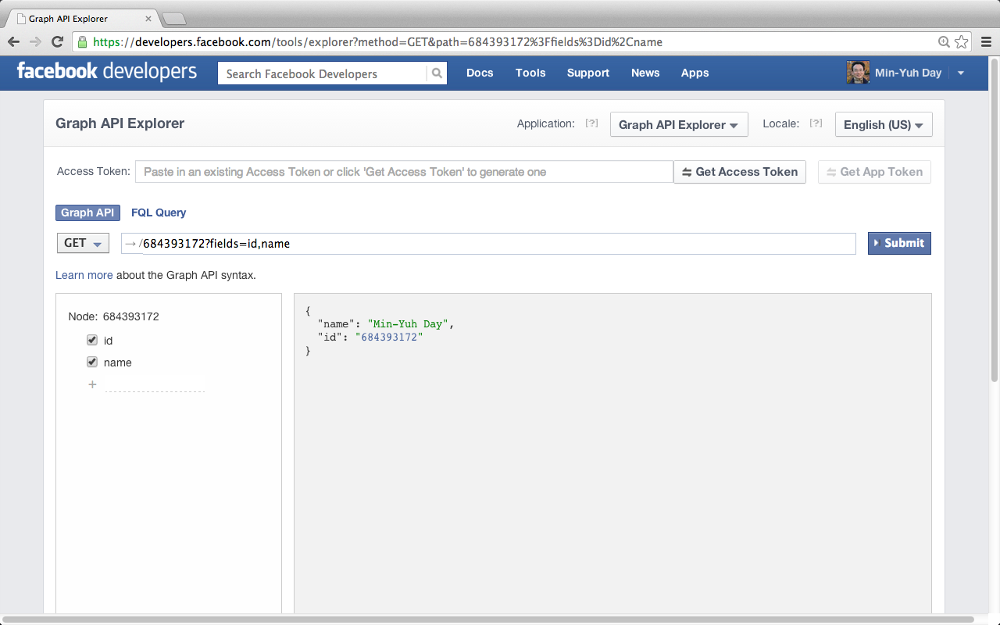 Graph API Explorer
https://developers.facebook.com/tools/explorer?method=GET&path=684393172%3Ffields%3Did%2Cname
facebook developers Search Facebook Developers Docs Tools Support News Apps Min-Yuh Day
Graph API Explorer Application: [?] Graph API Explorer Locale: [?] English (US)
Access Token: Paste in an existing Access Token or click 'Get Access Token' to generate one Get Access Token Get App Token
Graph API FQL Query
GET → /684393172?fields=id,name Submit
Learn more about the Graph API syntax.
Node: 684393172
id
name
+
{
"name": "Min-Yuh Day",
"id": "684393172"
}